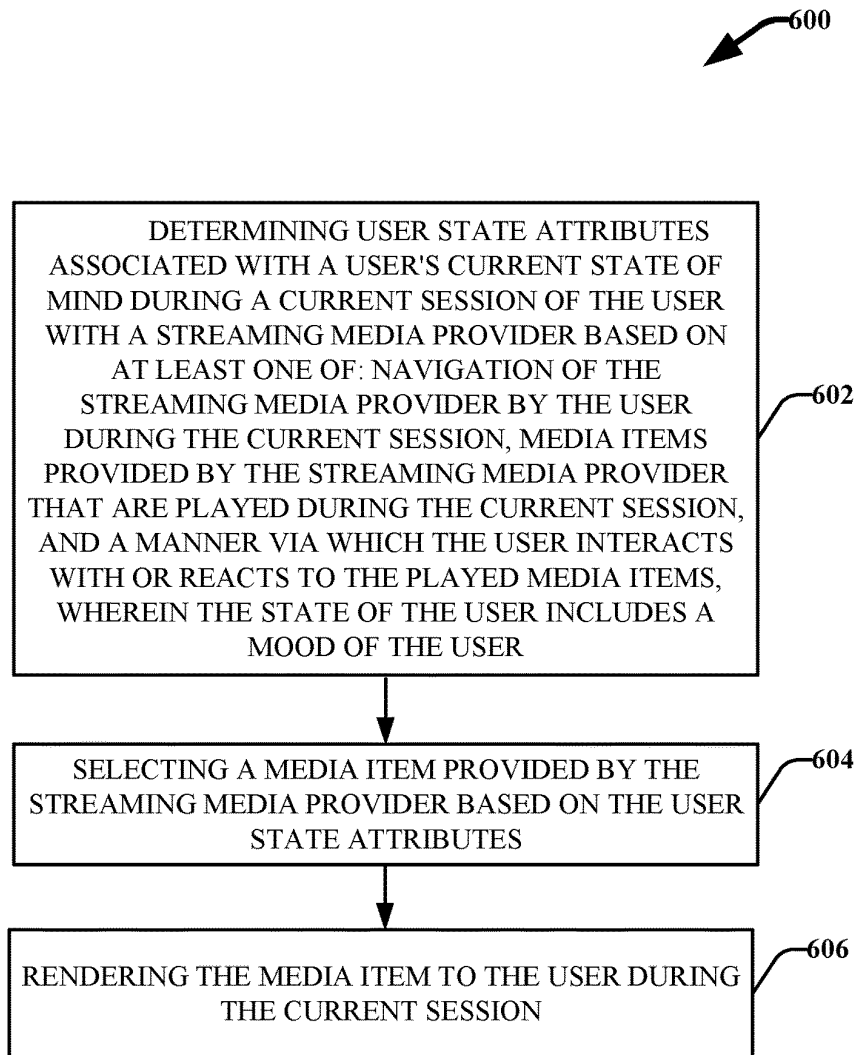 600
DETERMINING USER STATE ATTRIBUTES
ASSOCIATED WITH A USER'S CURRENT STATE OF
MIND DURING A CURRENT SESSION OF THE USER
WITH A STREAMING MEDIA PROVIDER BASED ON
AT LEAST ONE OF: NAVIGATION OF THE
STREAMING MEDIA PROVIDER BY THE USER
DURING THE CURRENT SESSION, MEDIA ITEMS
PROVIDED BY THE STREAMING MEDIA PROVIDER
THAT ARE PLAYED DURING THE CURRENT SESSION,
AND A MANNER VIA WHICH THE USER INTERACTS
WITH OR REACTS TO THE PLAYED MEDIA ITEMS,
WHEREIN THE STATE OF THE USER INCLUDES A
MOOD OF THE USER
602
SELECTING A MEDIA ITEM PROVIDED BY THE
STREAMING MEDIA PROVIDER BASED ON THE USER
STATE ATTRIBUTES
604
RENDERING THE MEDIA ITEM TO THE USER DURING
THE CURRENT SESSION
606